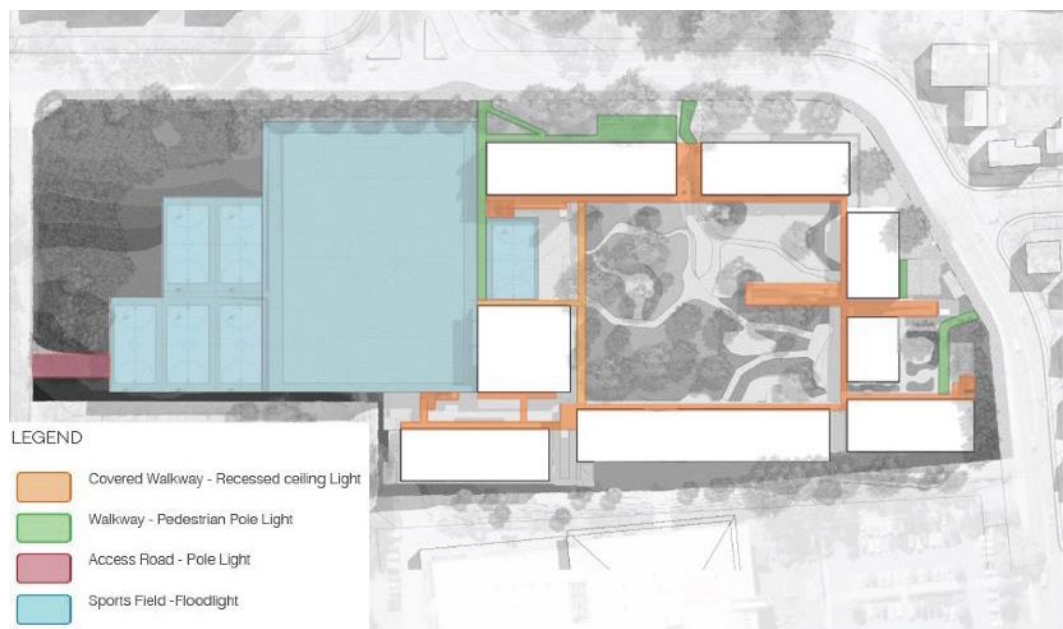 LEGEND
Covered Walkway - Recessed ceiling Light
Walkway - Pedestrian Pole Light
Access Road - Pole Light
Sports Field -Floodlight